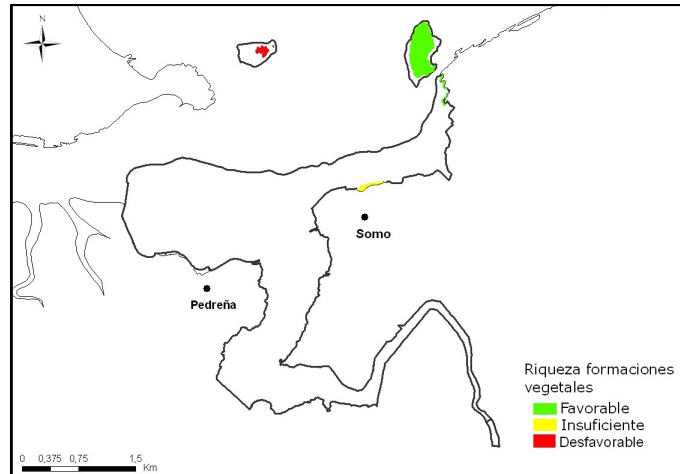 N
Somo
Pedreña
Riqueza formaciones
vegetales
Favorable
Insuficiente
Desfavorable
0 0,375 0,75 1,5
Km